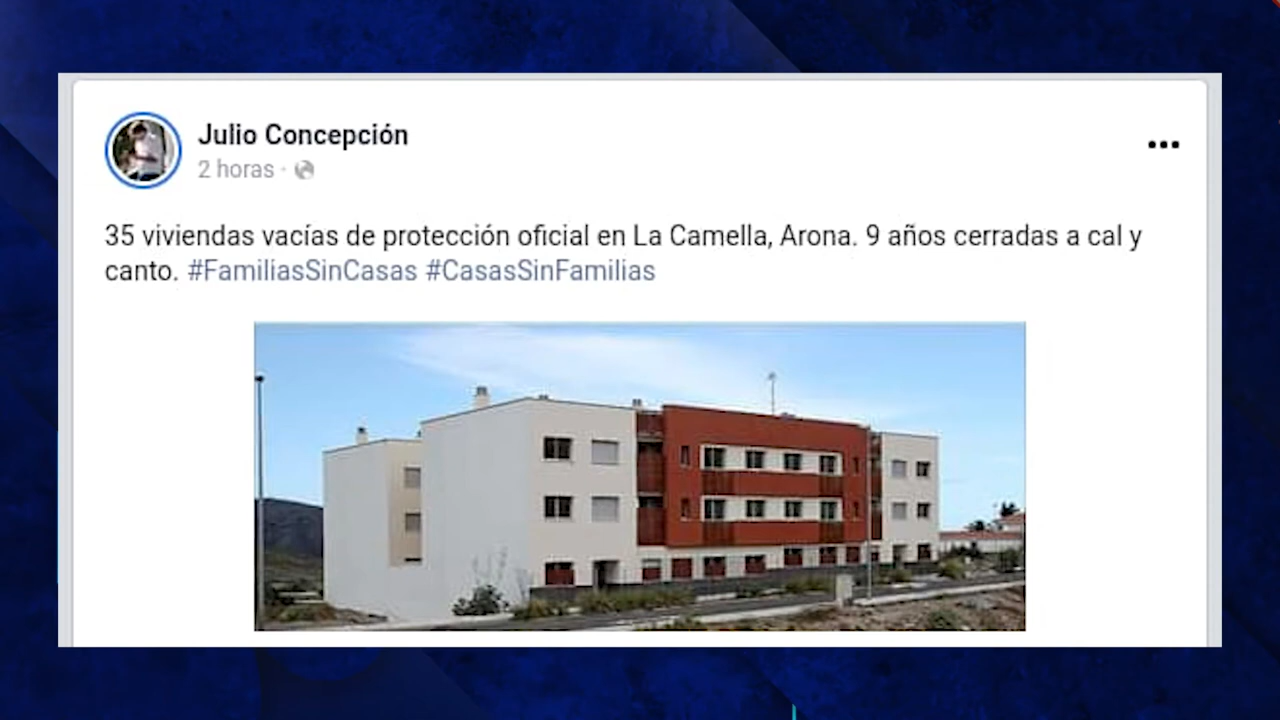 Julio Concepción
2 horas ·
35 viviendas vacías de protección oficial en La Camella, Arona. 9 años cerradas a cal y
canto. #FamiliasSinCasas #CasasSinFamilias